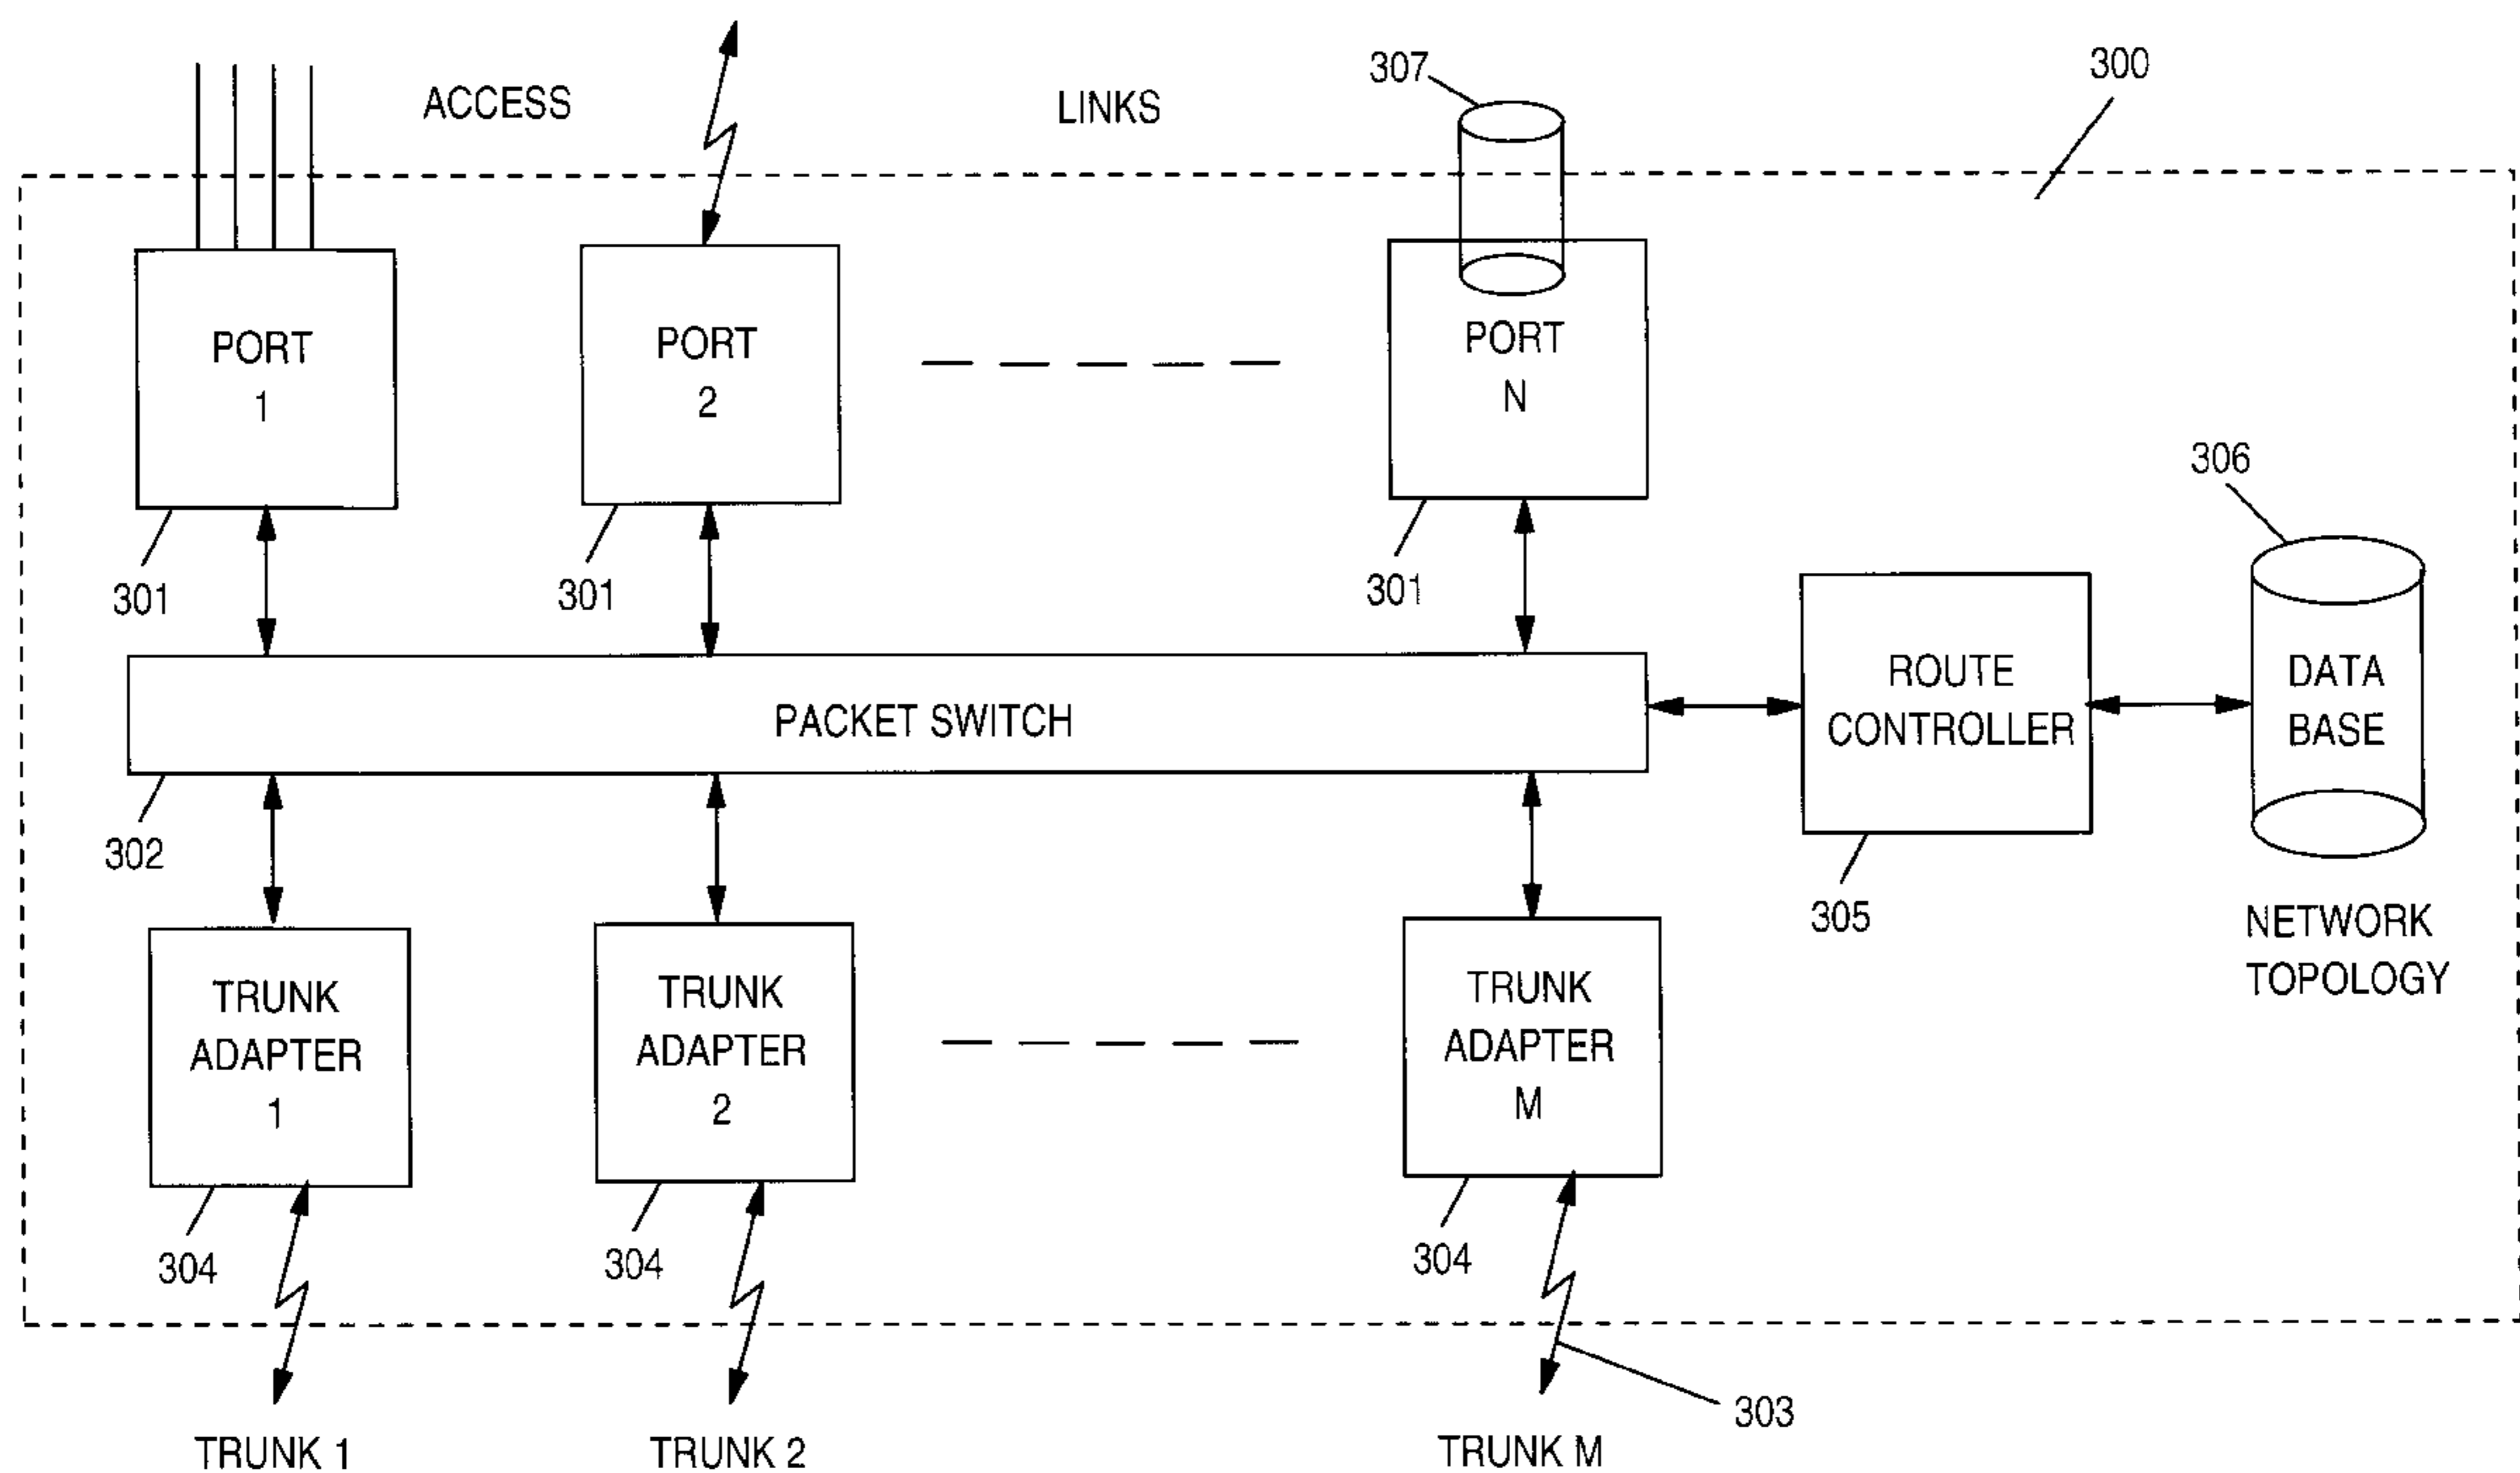 300
307
ACCESS
LINKS
PORT
1
PORT
2
PORT
N
306
301
301
301
ROUTE
CONTROLLER
DATA
BASE
PACKET SWITCH
302
305
NETWORK
TOPOLOGY
TRUNK
ADAPTER
1
TRUNK
ADAPTER
2
TRUNK
ADAPTER
M
304
304
304
303
TRUNK 1
TRUNK 2
TRUNK M